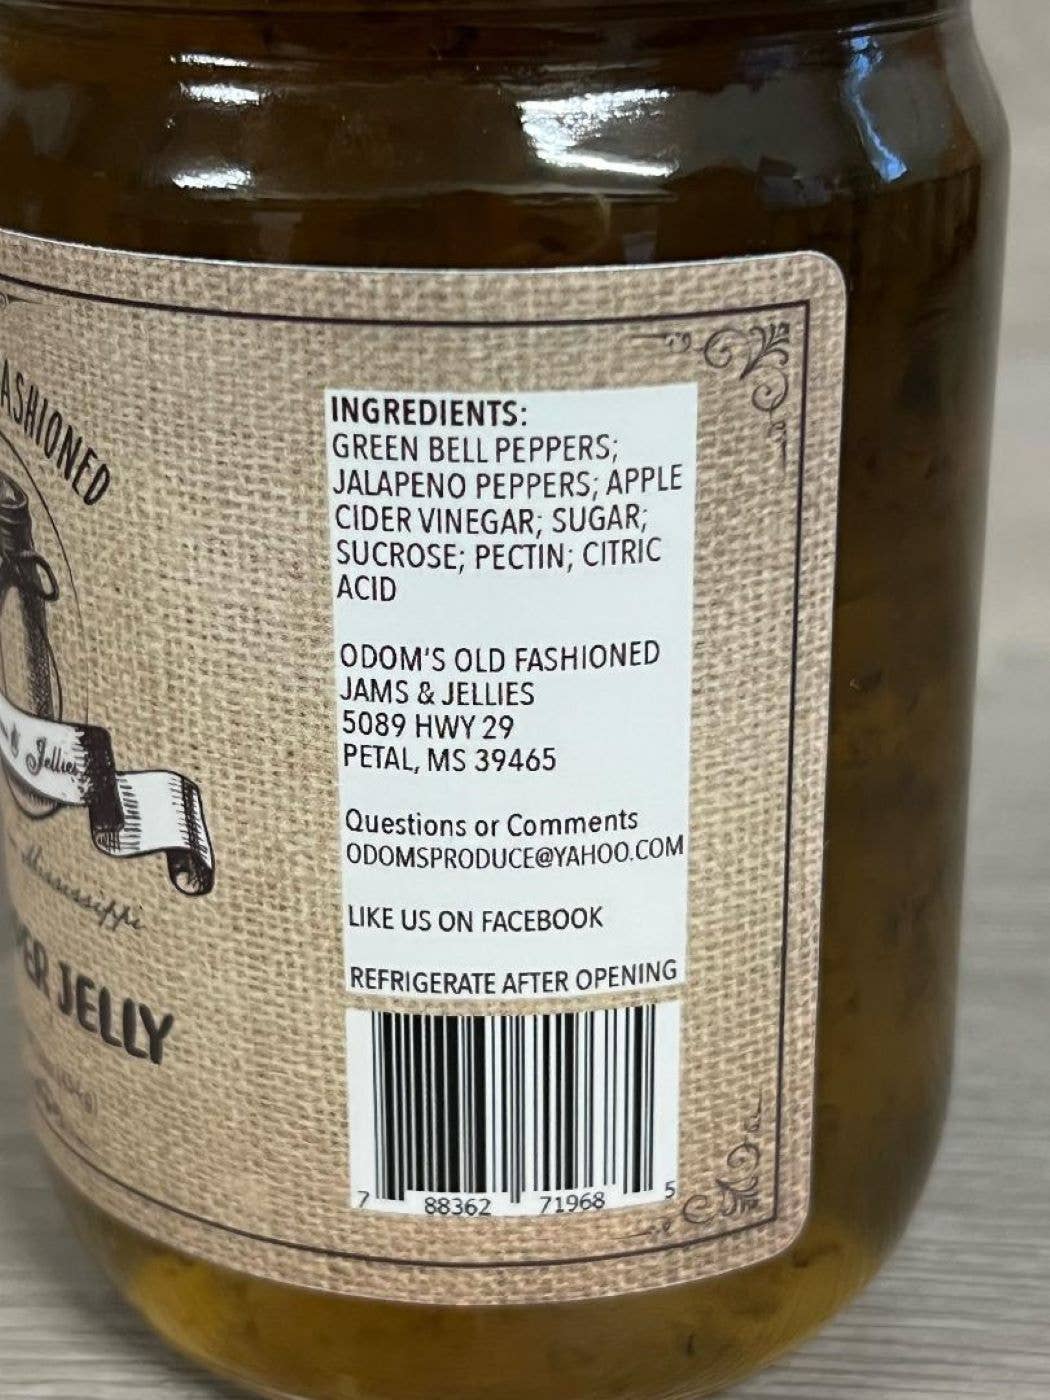 ASHIONED
Jellies
Mississippi
ER JELLY
INGREDIENTS:
GREEN BELL PEPPERS;
JALAPENO PEPPERS; APPLE
CIDER VINEGAR; SUGAR;
SUCROSE; PECTIN; CITRIC
ACID
ODOM'S OLD FASHIONED
JAMS & JELLIES
5089 HWY 29
PETAL, MS 39465
Questions or Comments
ODOMSPRODUCE@YAHOO.COM
LIKE US ON FACEBOOK
REFRIGERATE AFTER OPENING
7 88362 71968 5